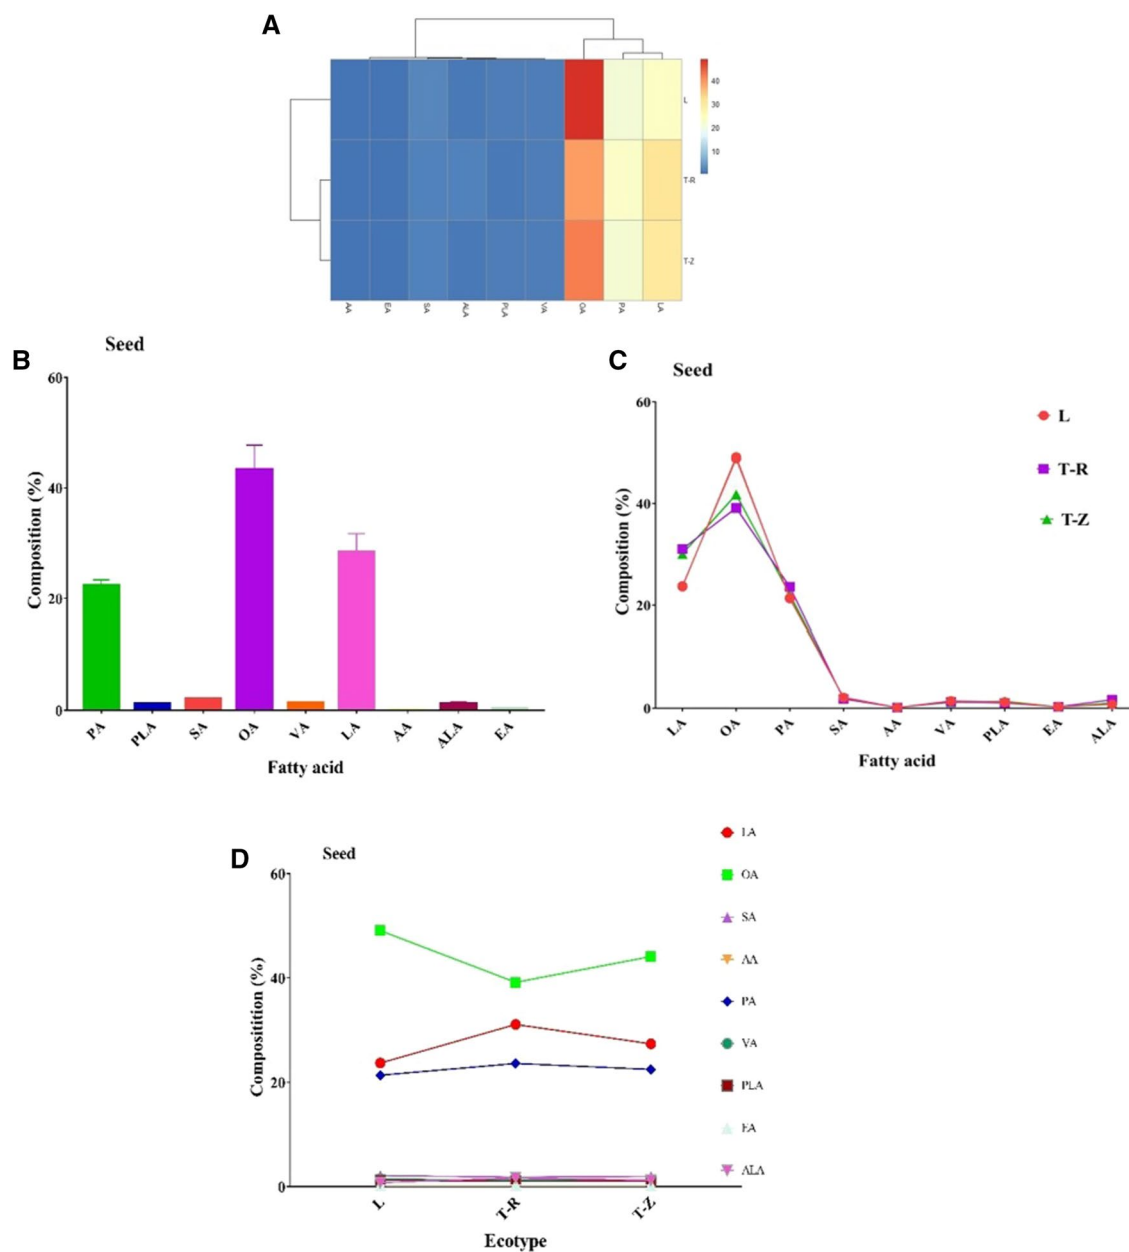 A
40
30
20
10
L
T-R
T-Z
AA
EA
SA
ALA
PLA
VA
OA
PA
LA
B
Seed
60
40
20
0
Composition (%)
PA
PLA
SA
OA
VA
LA
AA
ALA
EA
Fatty acid
C
Seed
60
40
20
0
Composition (%)
LA
OA
PA
SA
AA
VA
PLA
EA
ALA
Fatty acid
L
T-R
T-Z
D
Seed
60
40
20
0
Compositition (%)
L
T-R
T-Z
Ecotype
LA
OA
SA
AA
PA
VA
PLA
EA
ALA